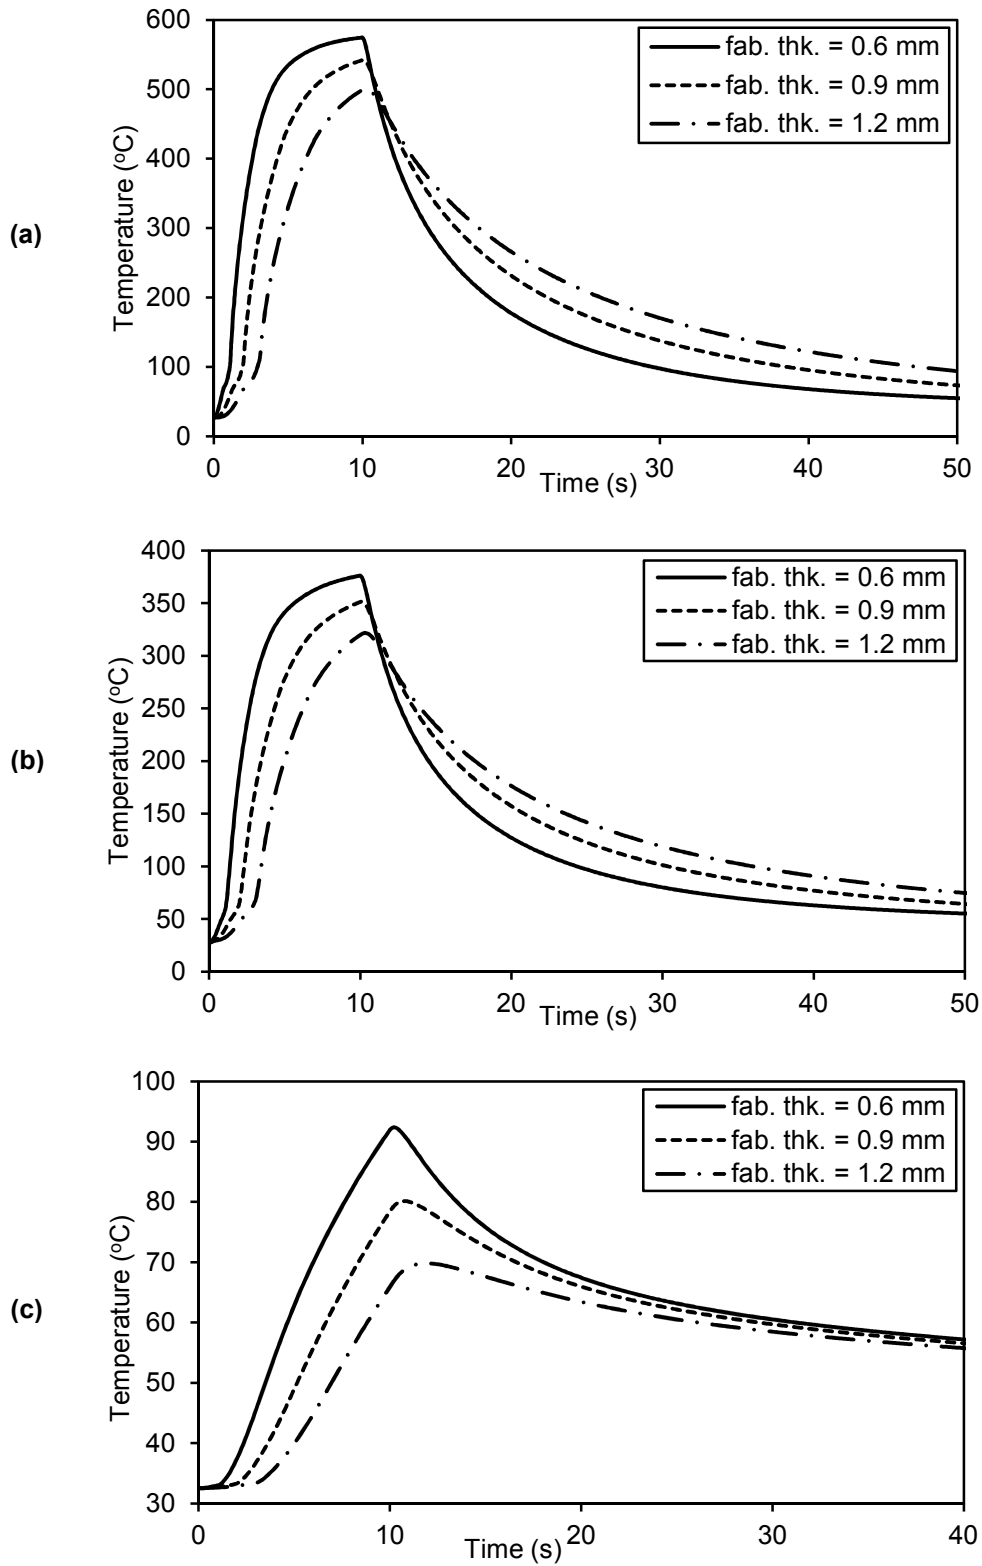 (a)
Temperature (°C)
600
500
400
300
200
100
0
0 10 20 30 40 50
Time (s)
fab. thk. = 0.6 mm
fab. thk. = 0.9 mm
fab. thk. = 1.2 mm
(b)
Temperature (°C)
400
350
300
250
200
150
100
50
0
0 10 20 30 40 50
Time (s)
fab. thk. = 0.6 mm
fab. thk. = 0.9 mm
fab. thk. = 1.2 mm
(c)
Temperature (°C)
100
90
80
70
60
50
40
30
0 10 20 30 40
Time (s)
fab. thk. = 0.6 mm
fab. thk. = 0.9 mm
fab. thk. = 1.2 mm